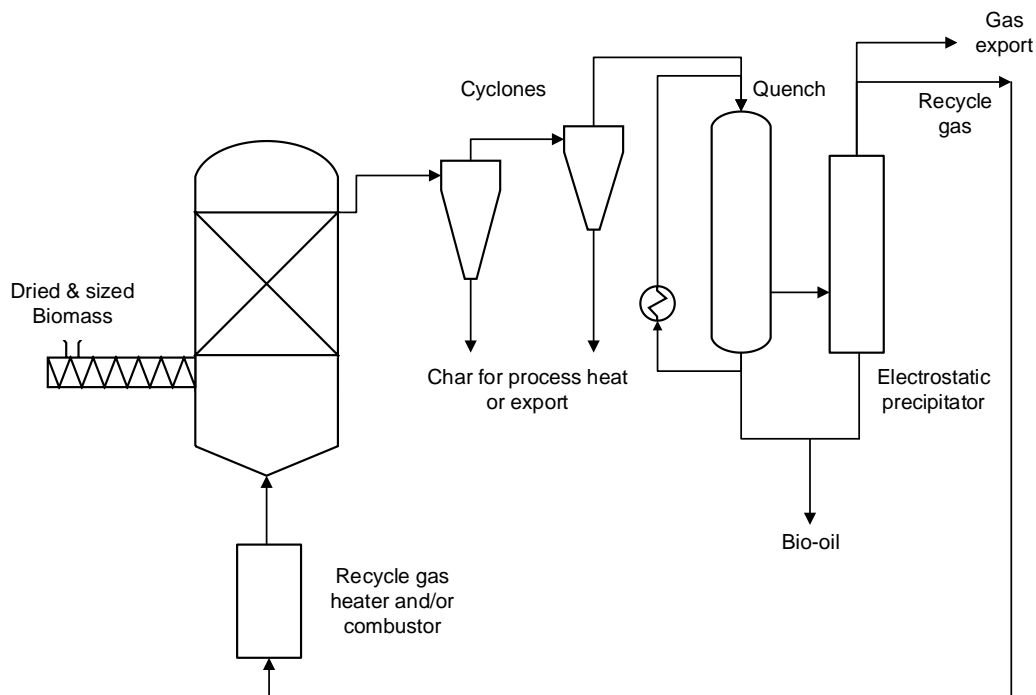 Gas
export
Cyclones
Quench
Recycle
gas
Dried & sized
Biomass
Char for process heat
or export
Electrostatic
precipitator
Bio-oil
Recycle gas
heater and/or
combustor